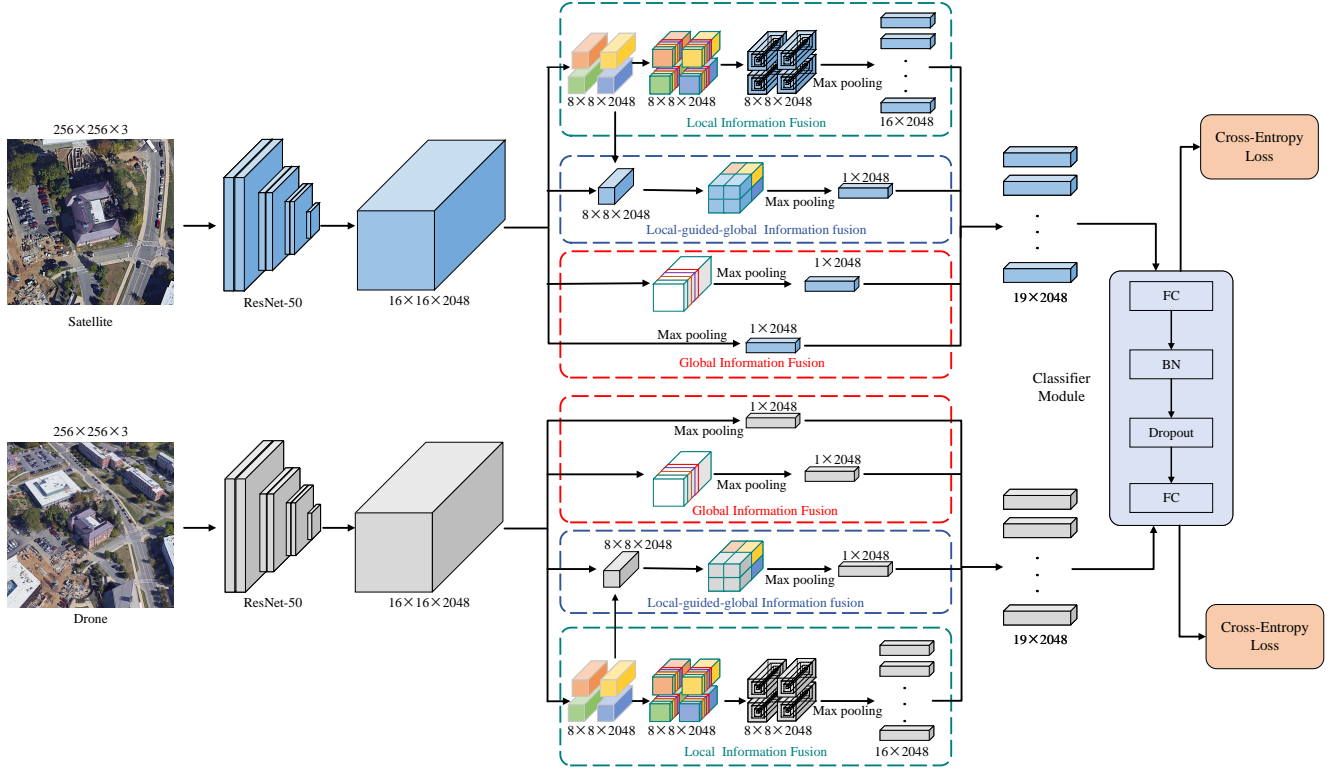 256×256×3
Satellite
ResNet-50
16×16×2048
8×8×2048
8×8×2048
8×8×2048
Max pooling
16×2048
Local Information Fusion
8×8×2048
Max pooling
1×2048
Local-guided-global Information fusion
Max pooling
1×2048
Max pooling
1×2048
Global Information Fusion
19×2048
Cross-Entropy
Loss
Classifier
Module
FC
BN
Dropout
FC
256×256×3
Drone
ResNet-50
16×16×2048
1×2048
Max pooling
1×2048
Max pooling
Global Information Fusion
8×8×2048
1×2048
Max pooling
Local-guided-global Information fusion
8×8×2048
8×8×2048
8×8×2048
Max pooling
16×2048
Local Information Fusion
19×2048
Cross-Entropy
Loss